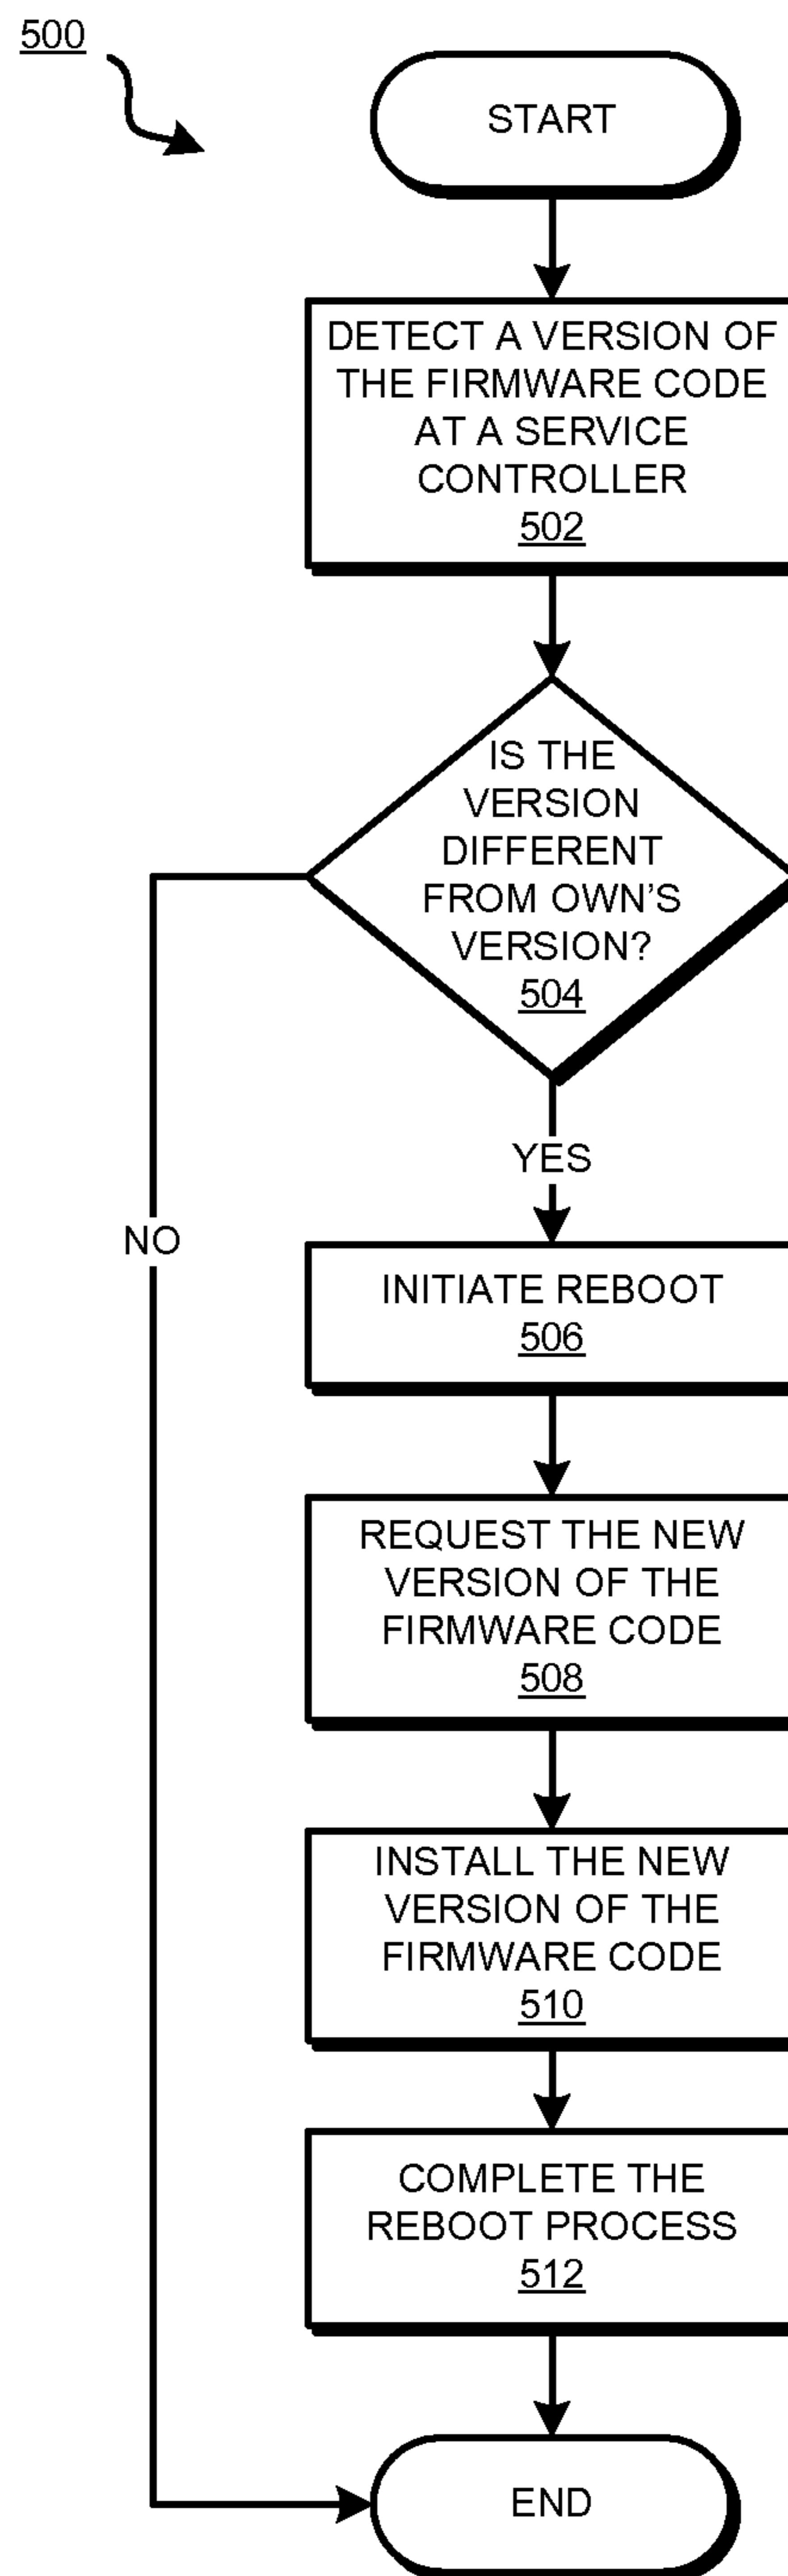 500
START
DETECT A VERSION OF
THE FIRMWARE CODE
AT A SERVICE
CONTROLLER
502
IS THE
VERSION
DIFFERENT
FROM OWN'S
VERSION?
504
YES
NO
INITIATE REBOOT
506
REQUEST THE NEW
VERSION OF THE
FIRMWARE CODE
508
INSTALL THE NEW
VERSION OF THE
FIRMWARE CODE
510
COMPLETE THE
REBOOT PROCESS
512
END